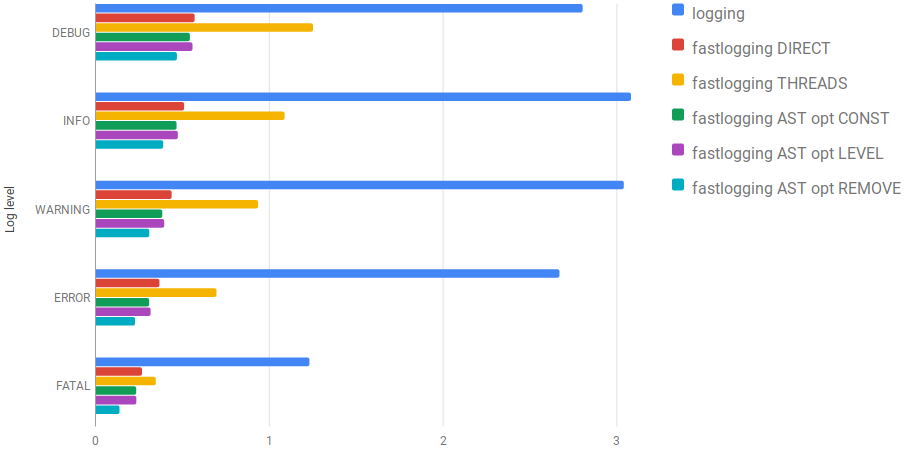 logging
fastlogging DIRECT
fastlogging THREADS
fastlogging AST opt CONST
fastlogging AST opt LEVEL
fastlogging AST opt REMOVE
Log level
DEBUG
INFO
WARNING
ERROR
FATAL
0 1 2 3